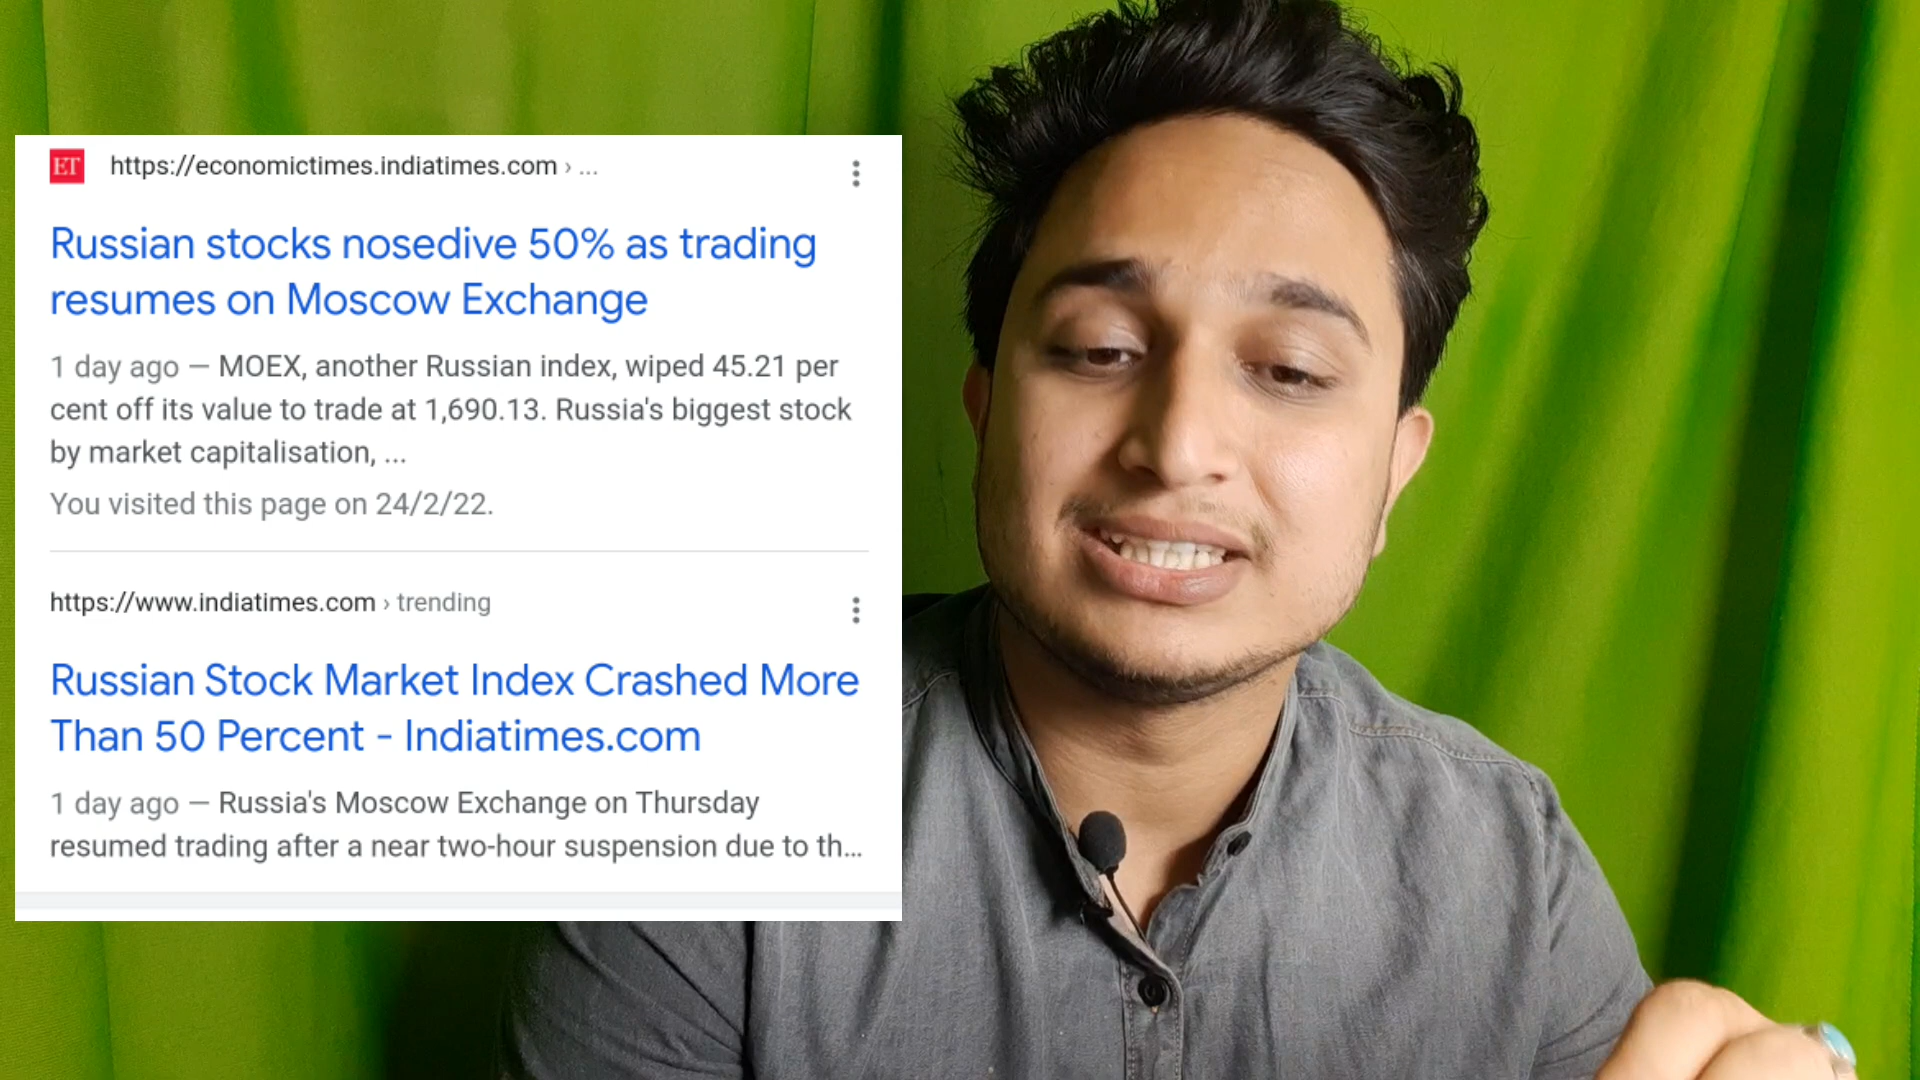 ET https://economictimes.indiatimes.com › ...
Russian stocks nosedive 50% as trading
resumes on Moscow Exchange
1 day ago — MOEX, another Russian index, wiped 45.21 per
cent off its value to trade at 1,690.13. Russia's biggest stock
by market capitalisation, ...
You visited this page on 24/2/22.
https://www.indiatimes.com › trending
Russian Stock Market Index Crashed More
Than 50 Percent - Indiatimes.com
1 day ago — Russia's Moscow Exchange on Thursday
resumed trading after a near two-hour suspension due to th...